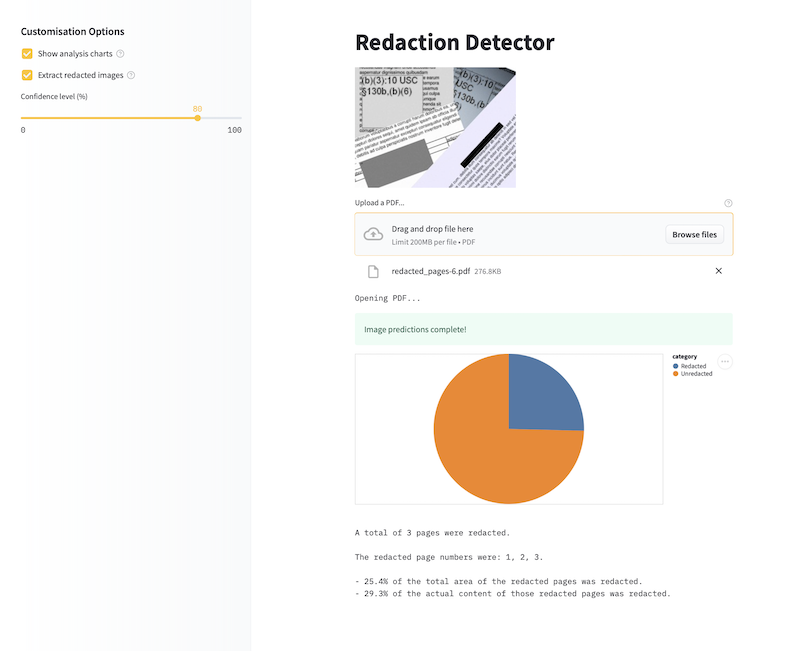 Customisation Options
Show analysis charts
Extract redacted images
Confidence level (%)
80
0 100
Redaction Detector
(b)(3):10 USC
§130b,(b)(6)
(b)(3):10 USC
§130b,(b)(6)
Upload a PDF...
Drag and drop file here
Limit 200MB per file • PDF
Browse files
redacted_pages-6.pdf 276.8KB
Opening PDF...
Image predictions complete!
category
Redacted
Unredacted
A total of 3 pages were redacted.
The redacted page numbers were: 1, 2, 3.
- 25.4% of the total area of the redacted pages was redacted.
- 29.3% of the actual content of those redacted pages was redacted.